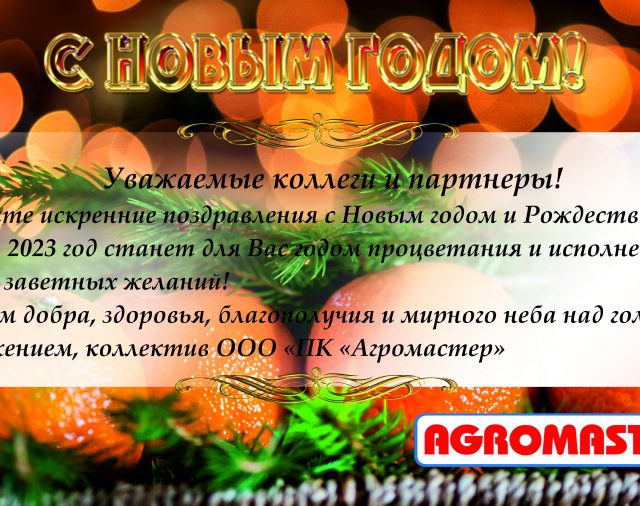 С НОВЫМ ГОДОМ!
Уважаемые коллеги и партнеры!
те искренние поздравления с Новым годом и Рождеств
2023 год станет для Вас годом процветания и исполне
заветных желаний!
м добра, здоровья, благополучия и мирного неба над гол
жением, коллектив ООО «ПК «Агромастер»
AGROMAST